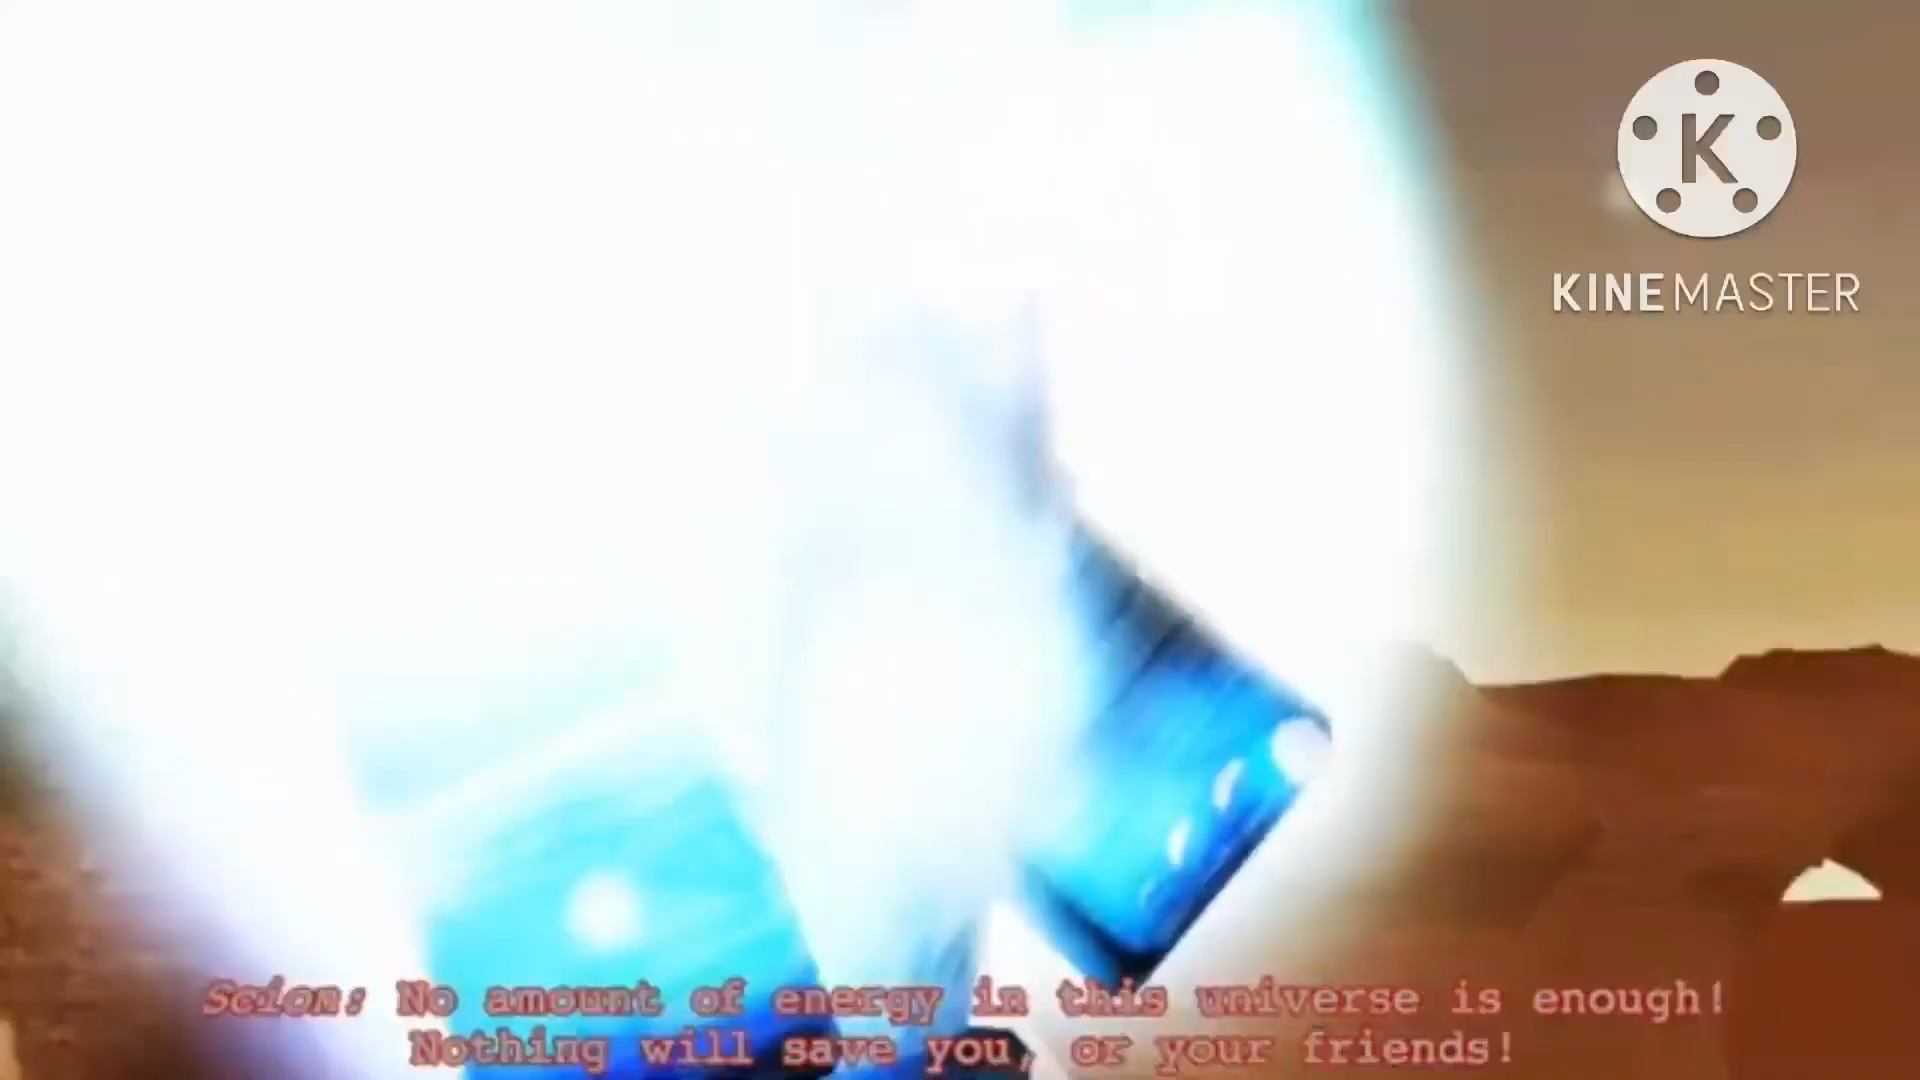 K
KINEMASTER
Scion: No amount of energy in this universe is enough!
Nothing will save you, or your friends!